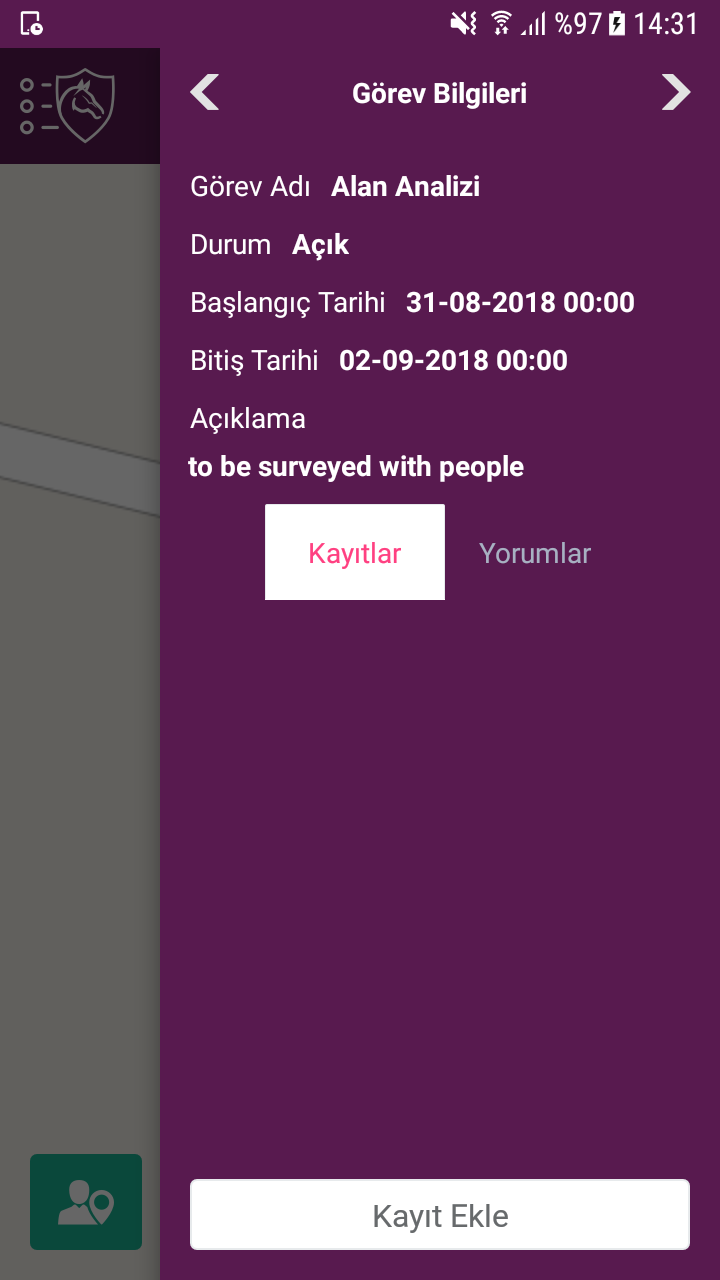 %97 14:31
Görev Bilgileri
Görev Adı Alan Analizi
Durum Açık
Başlangıç Tarihi 31-08-2018 00:00
Bitiş Tarihi 02-09-2018 00:00
Açıklama
to be surveyed with people
Kayıtlar Yorumlar
Kayıt Ekle